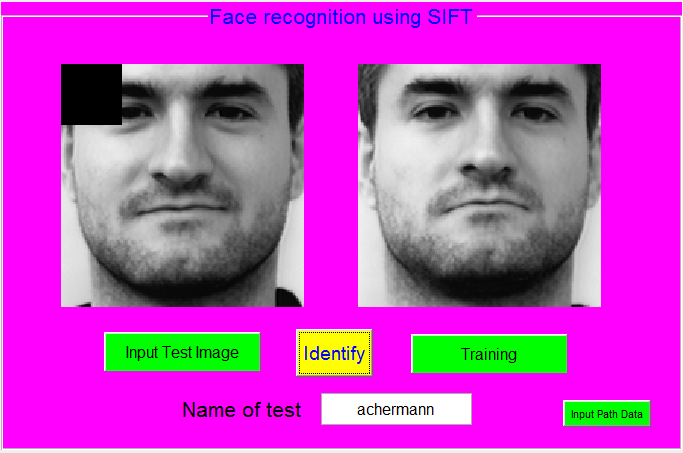 Face recognition using SIFT
Input Test Image
Identify
Training
Name of test
achermann
Input Path Data